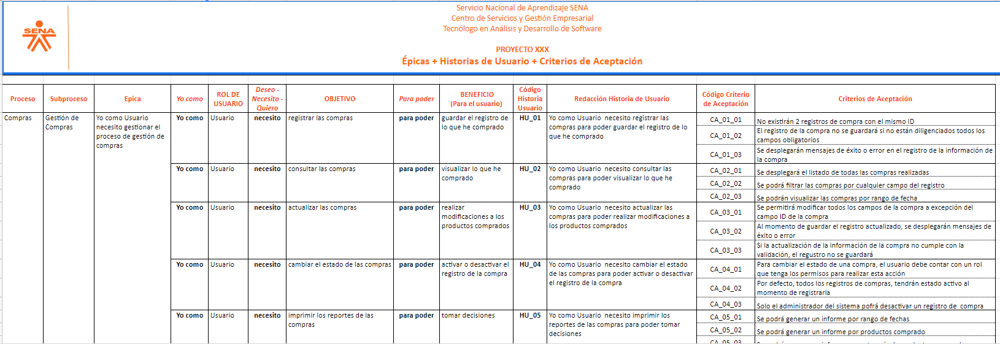 Servicio Nacional de Aprendizaje SENA
Centro de Servicios y Gestión Empresarial
Tecnólogo en Análisis y Desarrollo de Software
SENA
PROYECTO XXX
Épicas + Historias de Usuario + Criterios de Aceptación
Proceso
Subproceso
Epica
Yo como
ROL DE
USUARIO
Deseo -
Necesito -
Quiero
OBJETIVO
Para poder
BENEFICIO
(Para el usuario)
Código
Historia
Usuario
Redacción Historia de Usuario
Código Criterio
de Aceptación
Criterios de Aceptación
Compras
Gestión de
Compras
Yo como Usuario
necesito gestionar el
proceso de gestión de
compras
Yo como
Usuario
necesito
registrar las compras
para poder
guardar el registro de
lo que he comprado
HU_01
Yo como Usuario  necesito registrar las
compras para poder guardar el registro de lo
que he comprado
CA_01_01
No existirán 2 registros de compra con el mismo ID
CA_01_02
El registro de la compra no se guardará si no están diligenciados todos los
campos obligatorios
CA_01_03
Se desplegarán mensajes de éxito o error en el registro de la información de
la compra
Yo como
Usuario
necesito
consultar las compras
para poder
visualizar lo que he
comprado
HU_02
Yo como Usuario  necesito consultar las
compras para poder visualizar lo que he
comprado
CA_02_01
Se desplegará el listado de todas las compras realizadas
CA_02_02
Se podrá filtrar las compras por cualquier campo del registro
CA_02_03
Se podrán visualizar las compras por rango de fecha
Yo como
Usuario
necesito
actualizar las compras
para poder
realizar
modificaciones a los
productos comprados
HU_03
Yo como Usuario  necesito actualizar las
compras para poder realizar modificaciones a
los productos comprados
CA_03_01
Se permitirá modificar todos los campos de la compra a excepción del
campo ID de la compra
CA_03_02
Al momento de guardar el registro actualizado, se desplegarán mensajes de
éxito o error
CA_03_03
Si la actualización de la información de la compra no cumple con la
validación, el regustro no se guardará
Yo como
Usuario
necesito
cambiar el estado de las compras
para poder
activar o desactivar el
registro de la compra
HU_04
Yo como Usuario  necesito cambiar el estado
de las compras para poder activar o desactivar
el registro de la compra
CA_04_01
Para cambiar el estado de una compra, el usuario debe contar con un rol
que tenga los permisos para realizar esta acción
CA_04_02
Por defecto, todos los registros de compras, tendrán estado activo al
momento de registrarla
CA_04_03
Solo el administrador del sistema pofrá desactivar un registro de  compra
Yo como
Usuario
necesito
imprimir los reportes de las
compras
para poder
tomar decisiones
HU_05
Yo como Usuario  necesito imprimir los
reportes de las compras para poder tomar
decisiones
CA_05_01
Se podrá generar un informe por rango de fechas
CA_05_02
Se podrá generar un informe por productos comprado
CA_05_03